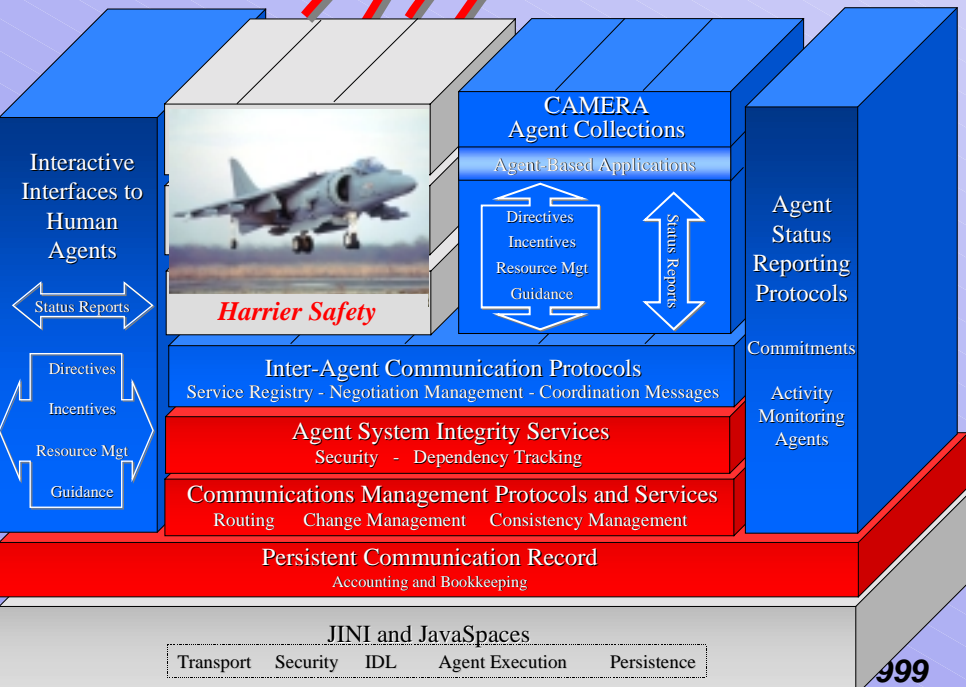 CAMERA
Agent Collections
Agent-Based Applications
Interactive
Interfaces to
Human
Agents
Status Reports
Directives
Incentives
Resource Mgt
Guidance
Harrier Safety
Directives
Incentives
Resource Mgt
Guidance
Status Reports
Agent
Status
Reporting
Protocols
Commitments
Activity
Monitoring
Agents
Inter-Agent Communication Protocols
Service Registry - Negotiation Management - Coordination Messages
Agent System Integrity Services
Security - Dependency Tracking
Communications Management Protocols and Services
Routing Change Management Consistency Management
Persistent Communication Record
Accounting and Bookkeeping
JINI and JavaSpaces
Transport Security IDL Agent Execution Persistence
999